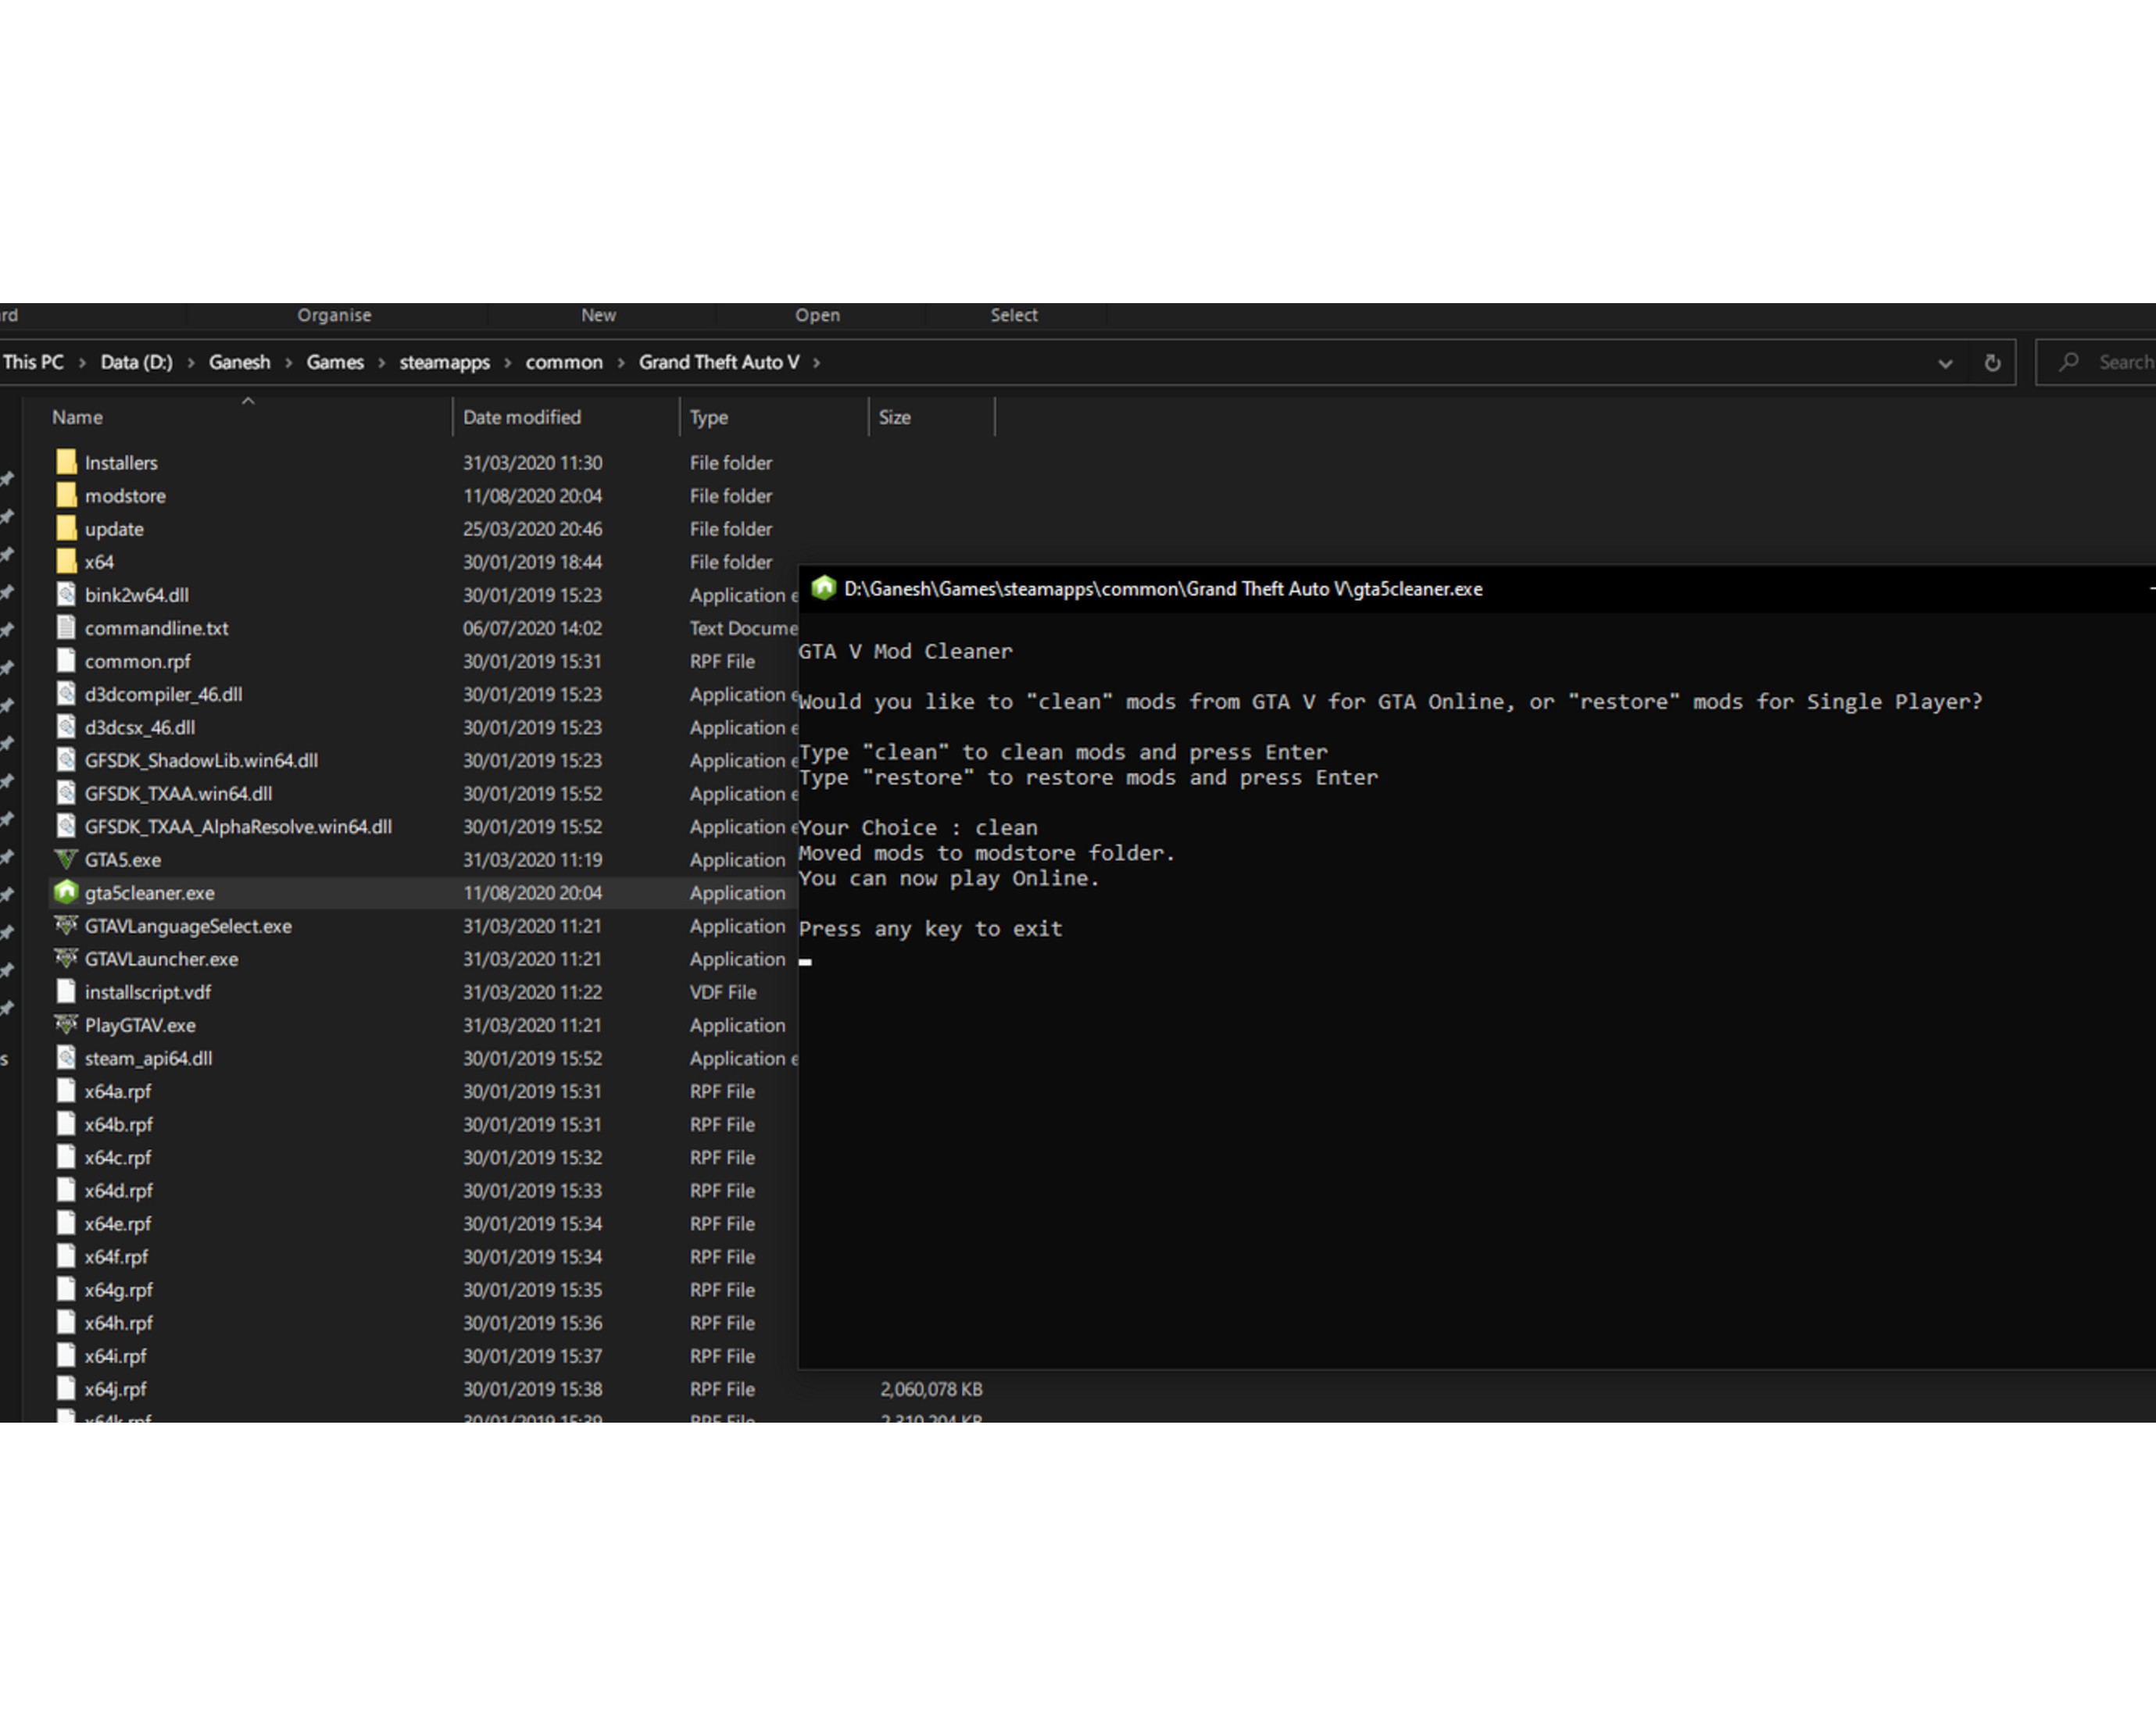 Organise New Open Select
This PC > Data (D:) > Ganesh > Games > steamapps > common > Grand Theft Auto V > Search
Name Date modified Type Size
Installers 31/03/2020 11:30 File folder
modstore 11/08/2020 20:04 File folder
update 25/03/2020 20:46 File folder
x64 30/01/2019 18:44 File folder
bink2w64.dll 30/01/2019 15:23 Application e
commandline.txt 06/07/2020 14:02 Text Docume
common.rpf 30/01/2019 15:31 RPF File
d3dcompiler_46.dll 30/01/2019 15:23 Application e
d3dcsx_46.dll 30/01/2019 15:23 Application e
GFSDK_ShadowLib.win64.dll 30/01/2019 15:23 Application e
GFSDK_TXAA.win64.dll 30/01/2019 15:52 Application e
GFSDK_TXAA_AlphaResolve.win64.dll 30/01/2019 15:52 Application e
GTA5.exe 31/03/2020 11:19 Application
gta5cleaner.exe 11/08/2020 20:04 Application
GTAVLanguageSelect.exe 31/03/2020 11:21 Application
GTAVLauncher.exe 31/03/2020 11:21 Application
installscript.vdf 31/03/2020 11:22 VDF File
PlayGTAV.exe 31/03/2020 11:21 Application
steam_api64.dll 30/01/2019 15:52 Application e
x64a.rpf 30/01/2019 15:31 RPF File
x64b.rpf 30/01/2019 15:31 RPF File
x64c.rpf 30/01/2019 15:32 RPF File
x64d.rpf 30/01/2019 15:33 RPF File
x64e.rpf 30/01/2019 15:34 RPF File
x64f.rpf 30/01/2019 15:34 RPF File
x64g.rpf 30/01/2019 15:35 RPF File
x64h.rpf 30/01/2019 15:36 RPF File
x64i.rpf 30/01/2019 15:37 RPF File
x64j.rpf 30/01/2019 15:38 RPF File 2,060,078 KB
x64k.rpf 30/01/2019 15:39 RPF File 2,310,204 KB
D:\Ganesh\Games\steamapps\common\Grand Theft Auto V\gta5cleaner.exe
GTA V Mod Cleaner
Would you like to "clean" mods from GTA V for GTA Online, or "restore" mods for Single Player?
Type "clean" to clean mods and press Enter
Type "restore" to restore mods and press Enter
Your Choice : clean
Moved mods to modstore folder.
You can now play Online.
Press any key to exit